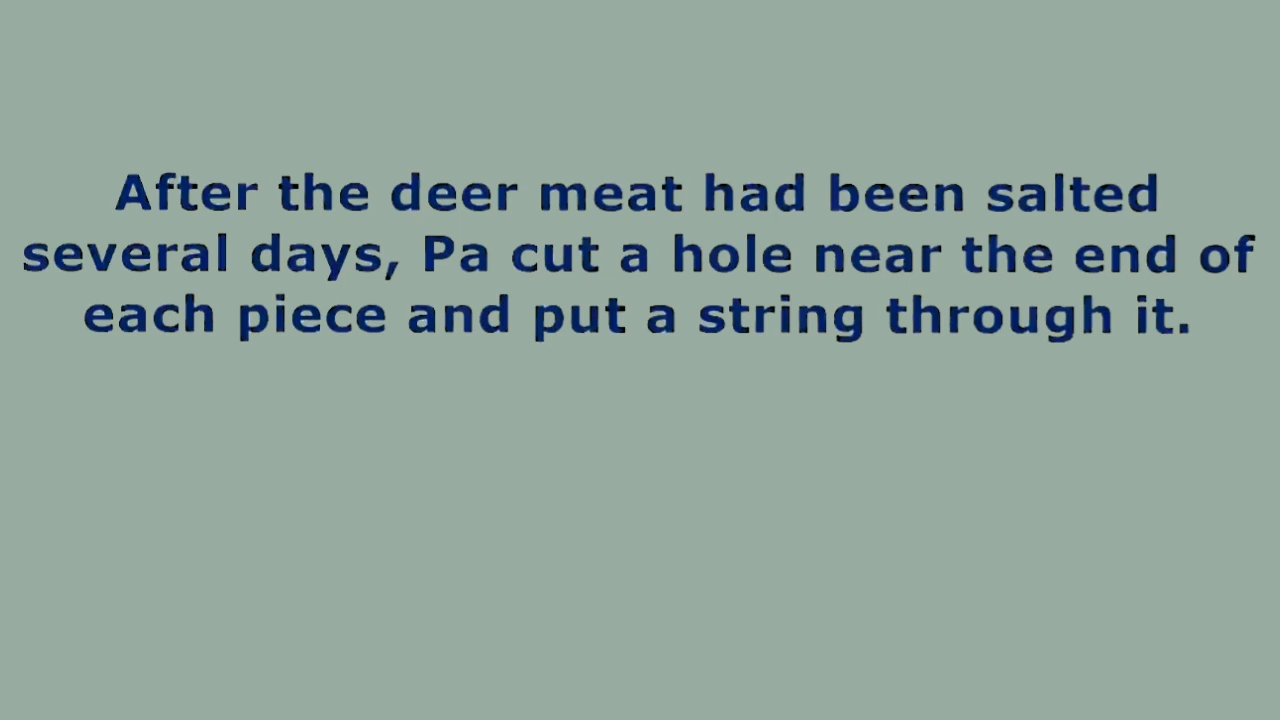 After the deer meat had been salted
several days, Pa cut a hole near the end of
each piece and put a string through it.